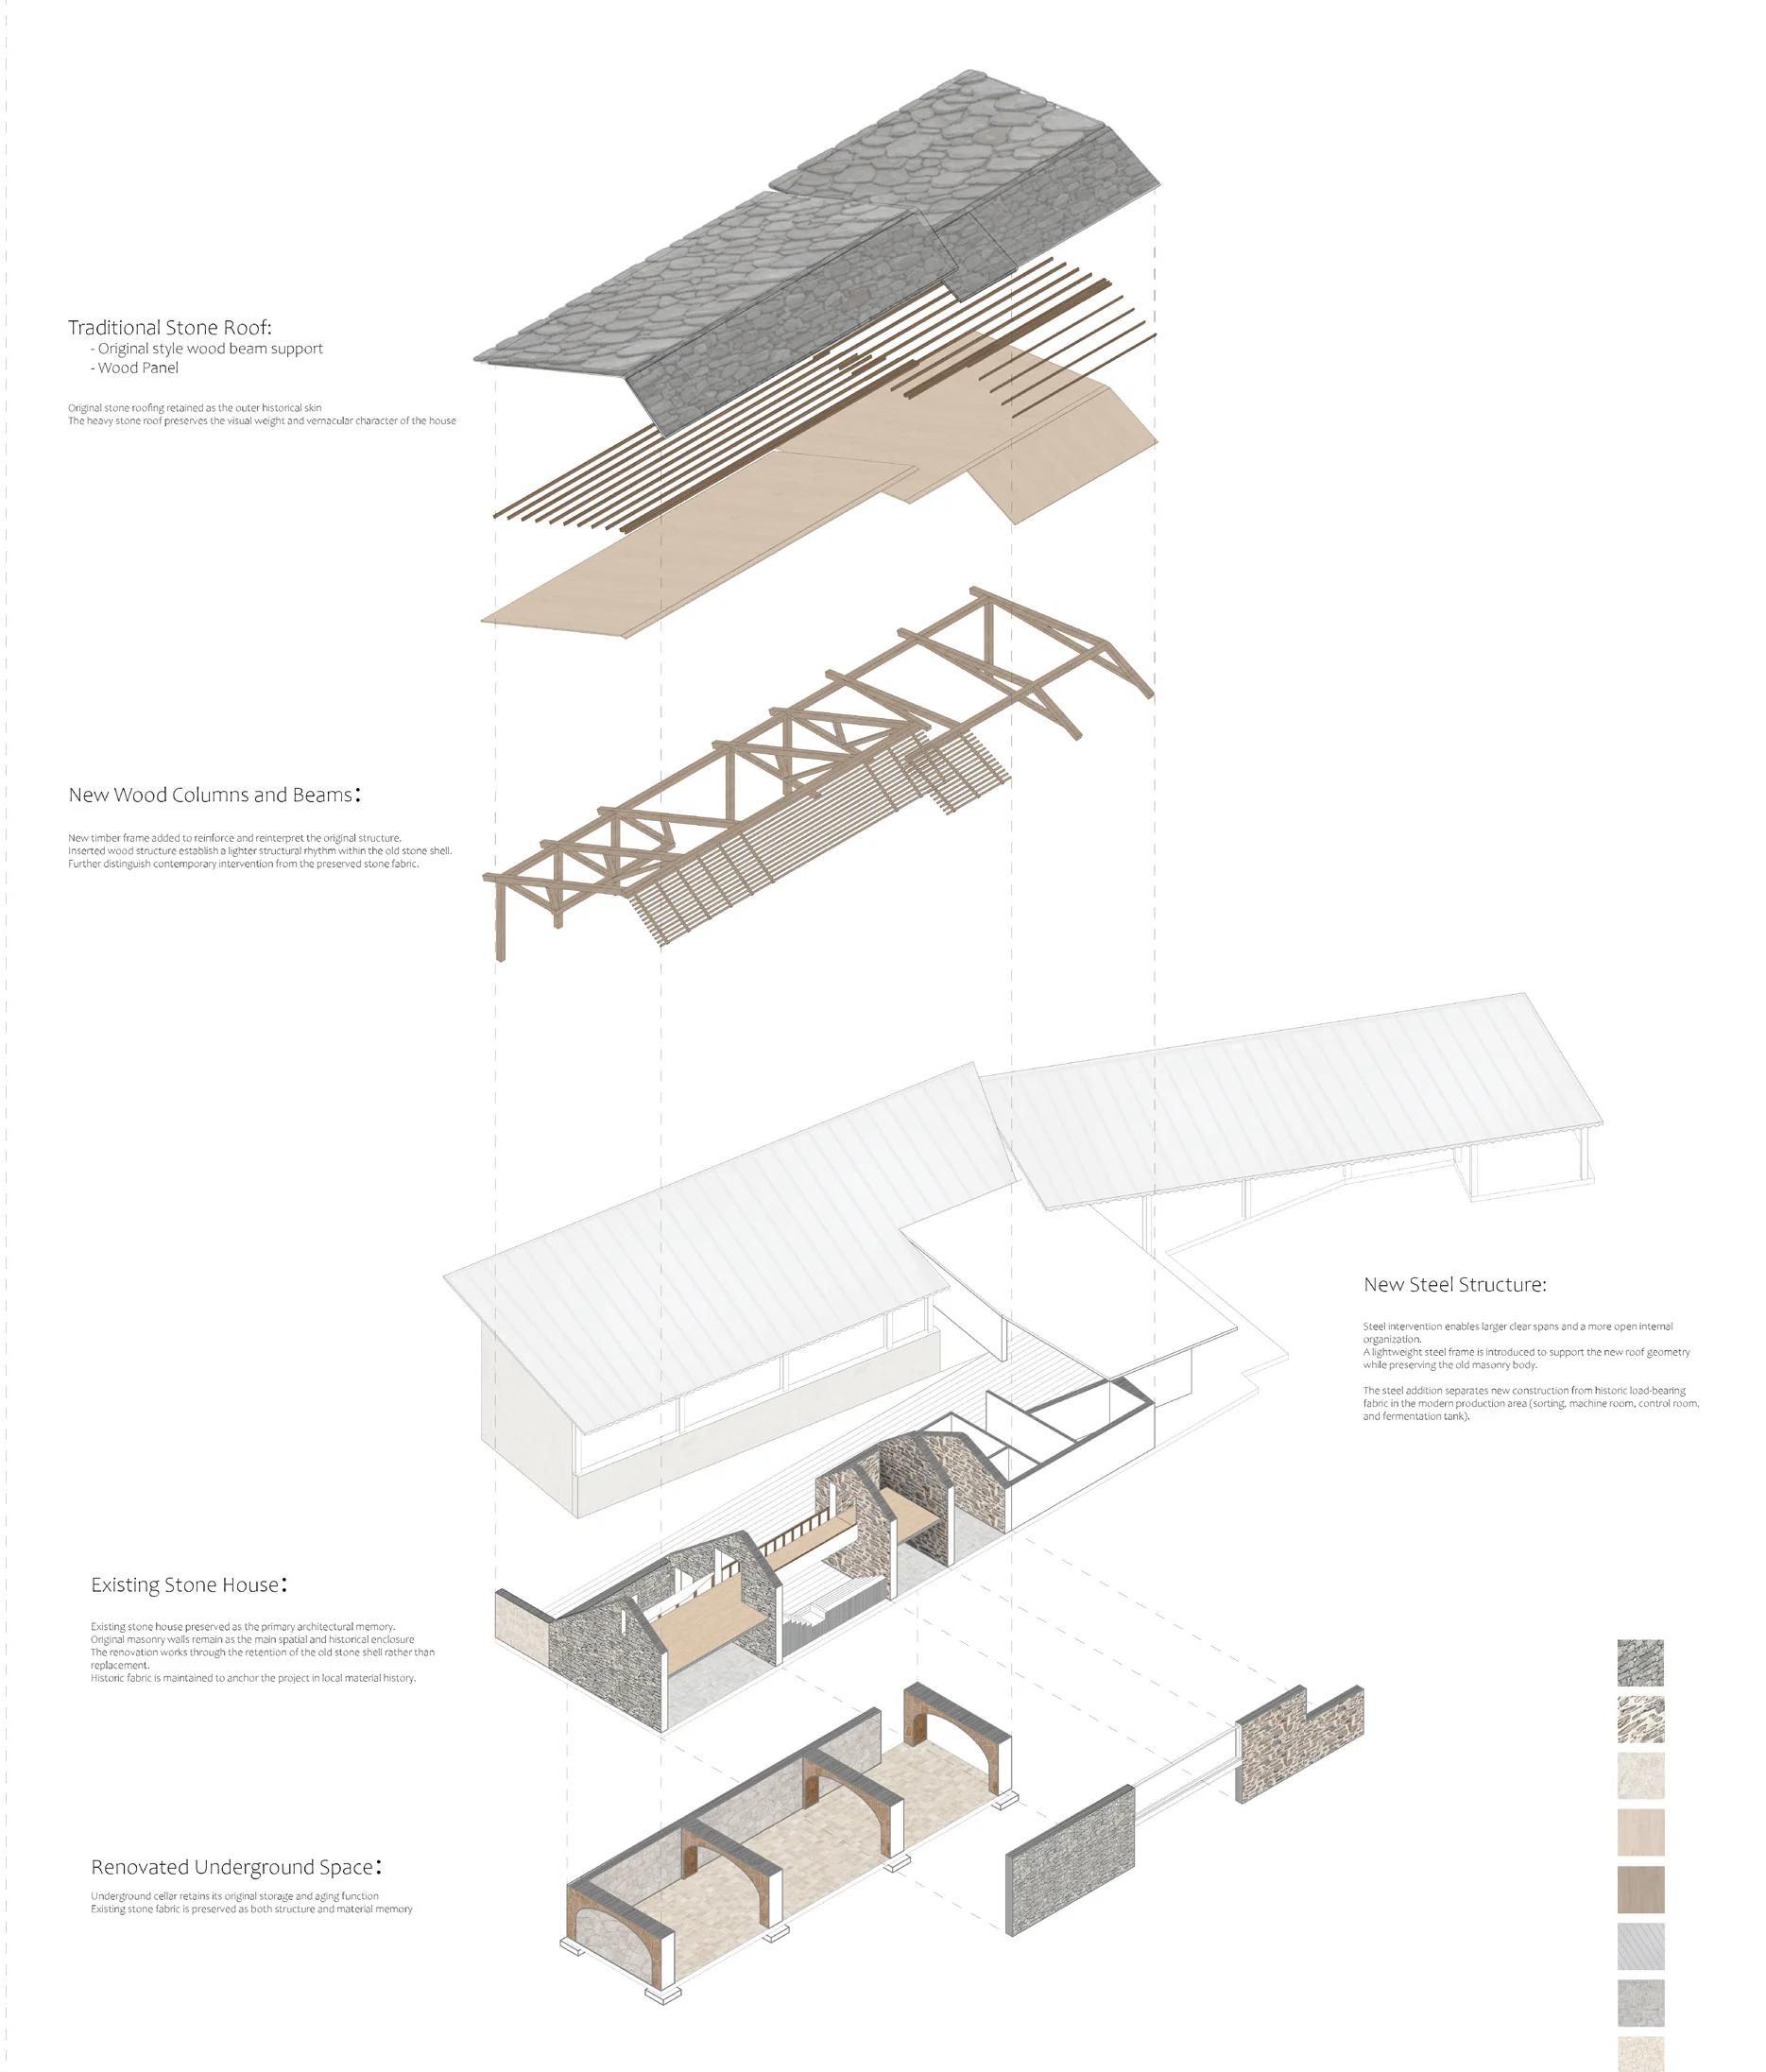 Traditional Stone Roof:
- Original style wood beam support
- Wood Panel
Original stone roofing retained as the outer historical skin
The heavy stone roof preserves the visual weight and vernacular character of the house
New Wood Columns and Beams:
New timber frame added to reinforce and reinterpret the original structure.
Inserted wood structure establish a lighter structural rhythm within the old stone shell.
Further distinguish contemporary intervention from the preserved stone fabric.
New Steel Structure:
Steel intervention enables larger clear spans and a more open internal
organization.
A lightweight steel frame is introduced to support the new roof geometry
while preserving the old masonry body.
The steel addition separates new construction from historic load-bearing
fabric in the modern production area (sorting, machine room, control room,
and fermentation tank).
Existing Stone House:
Existing stone house preserved as the primary architectural memory.
Original masonry walls remain as the main spatial and historical enclosure
The renovation works through the retention of the old stone shell rather than
replacement.
Historic fabric is maintained to anchor the project in local material history.
Renovated Underground Space:
Underground cellar retains its original storage and aging function
Existing stone fabric is preserved as both structure and material memory